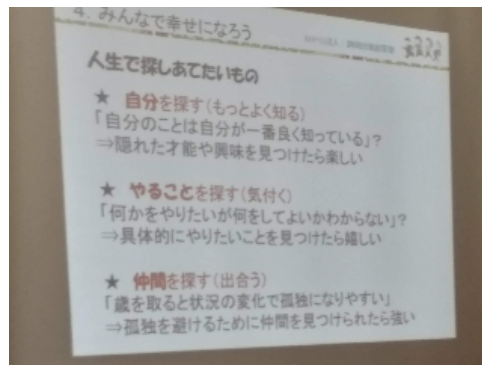 4. みんなで幸せになろう
人生で探しあてたいもの
★ 自分を探す(もっとよく知る)
「自分のことは自分が一番良く知っている」?
⇒隠れた才能や興味を見つけたら楽しい
★ やることを探す(気付く)
「何かをやりたいが何をしてよいかわからない」?
⇒具体的にやりたいことを見つけたら嬉しい
★ 仲間を探す(出合う)
「歳を取ると状況の変化で孤独になりやすい」
⇒孤独を避けるために仲間を見つけられたら強い